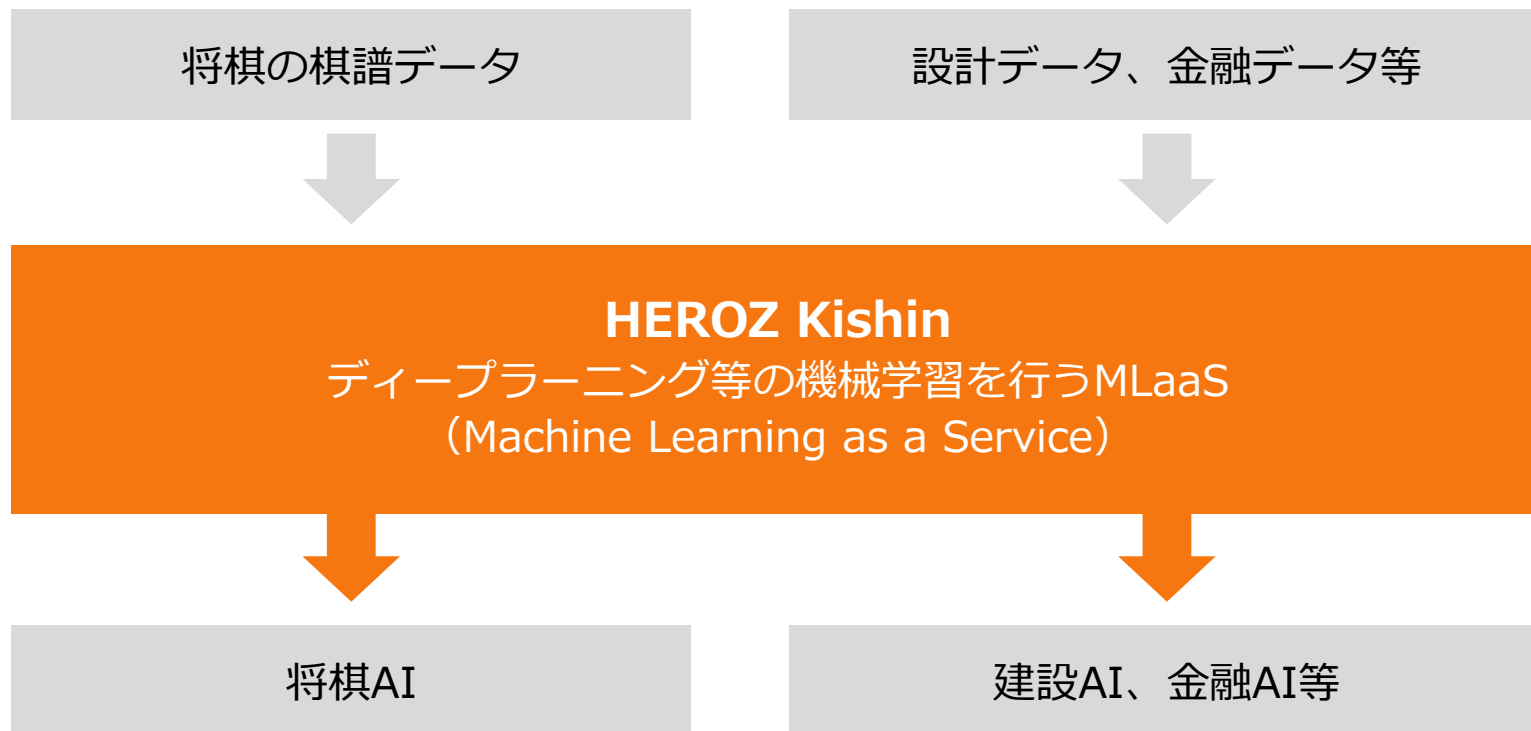 将棋の棋譜データ
設計データ、金融データ等
HEROZ Kishin
ディープラーニング等の機械学習を行うMLaaS
（Machine Learning as a Service）
将棋AI
建設AI、金融AI等